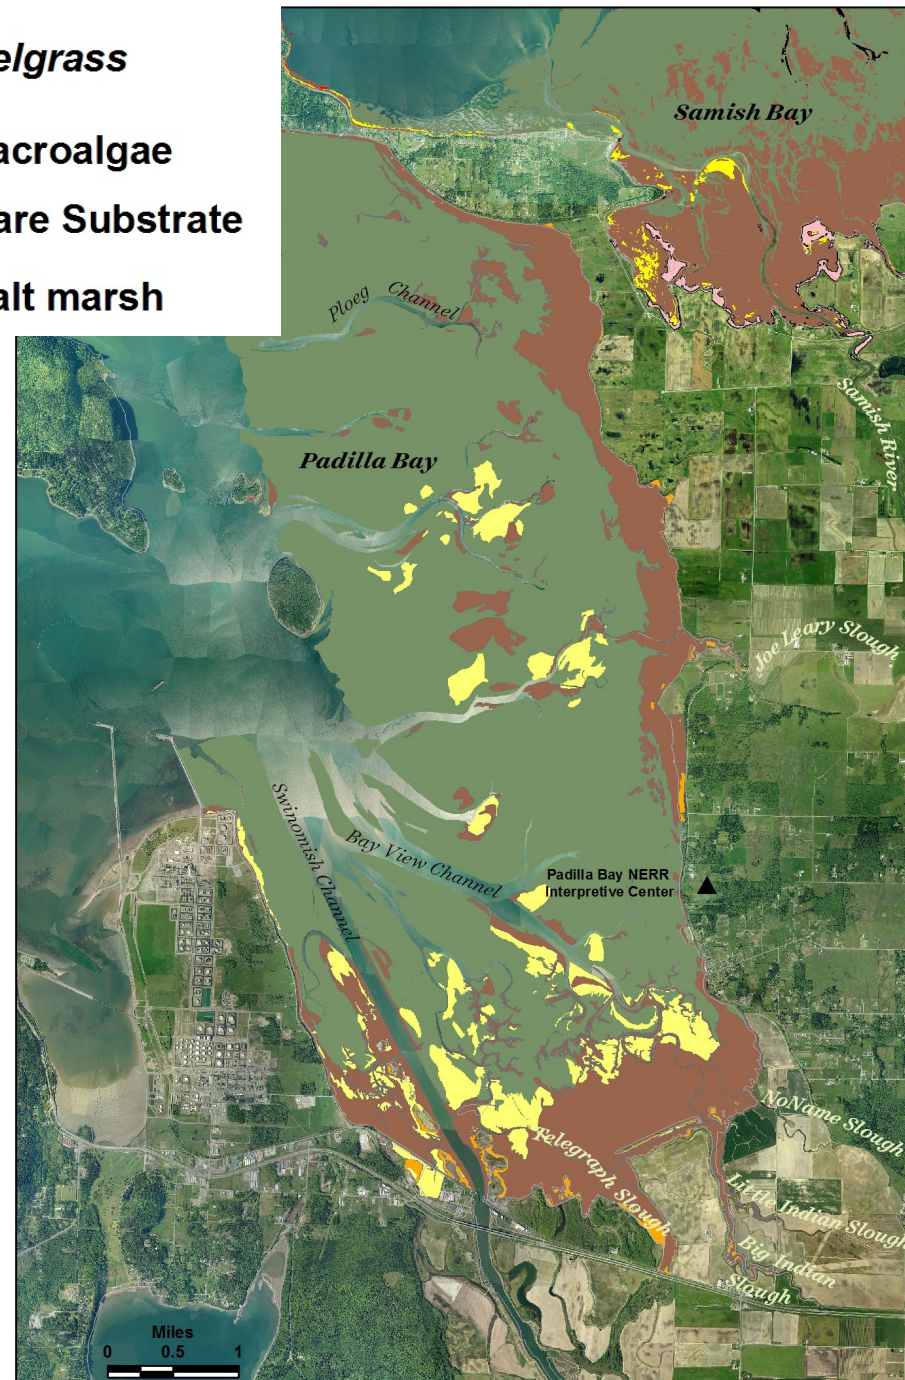 elgrass
acroalgae
are Substrate
alt marsh
Samish Bay
Ploeg Channel
Samish River
Padilla Bay
Joe Leary Slough
Swinomish Channel
Bay View Channel
Padilla Bay NERR
Interpretive Center
NoName Slough
Telegraph Slough
Little Indian Slough
Big Indian
Slough
Miles
0 0.5 1